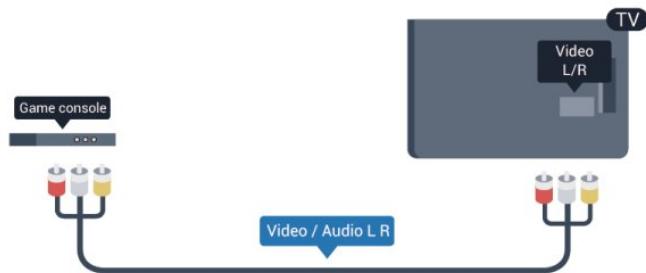 TV
Video
L/R
Game console
Video / Audio L R